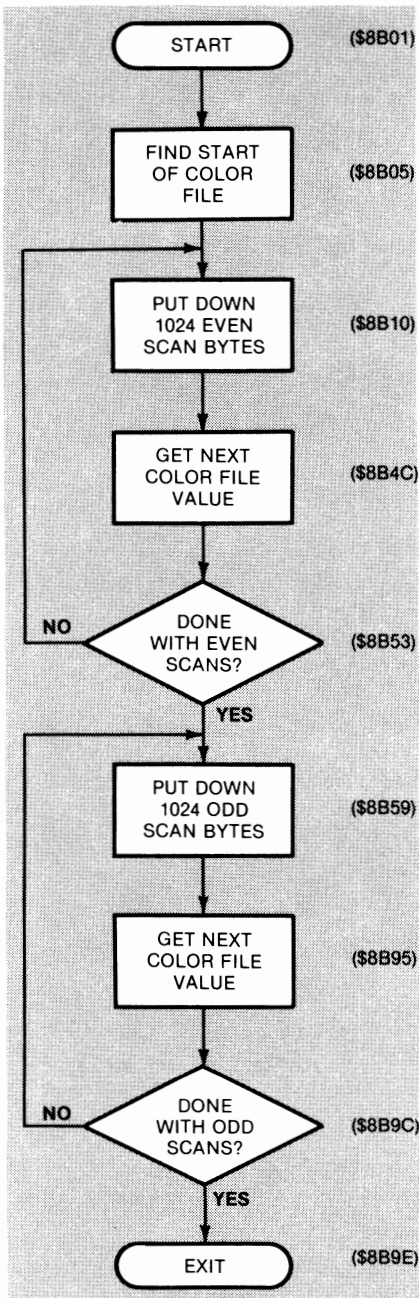 START ($8B01)
FIND START
OF COLOR ($8B05)
FILE
PUT DOWN
1024 EVEN ($8B10)
SCAN BYTES
GET NEXT
COLOR FILE ($8B4C)
VALUE
DONE
NO WITH EVEN ($8B53)
SCANS?
YES
PUT DOWN
1024 ODD ($8B59)
SCAN BYTES
GET NEXT
COLOR FILE ($8B95)
VALUE
DONE
NO WITH ODD ($8B9C)
SCANS?
YES
EXIT ($8B9E)